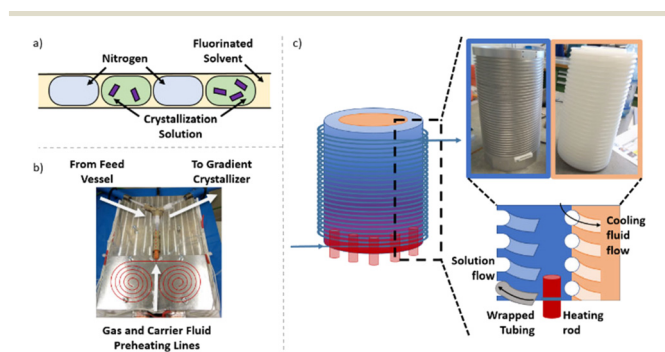 a)
Nitrogen
Fluorinated
Solvent
Crystallization
Solution
b)
From Feed
Vessel
To Gradient
Crystallizer
Gas and Carrier Fluid
Preheating Lines
c)
Cooling
fluid
flow
Solution
flow
Wrapped
Tubing
Heating
rod